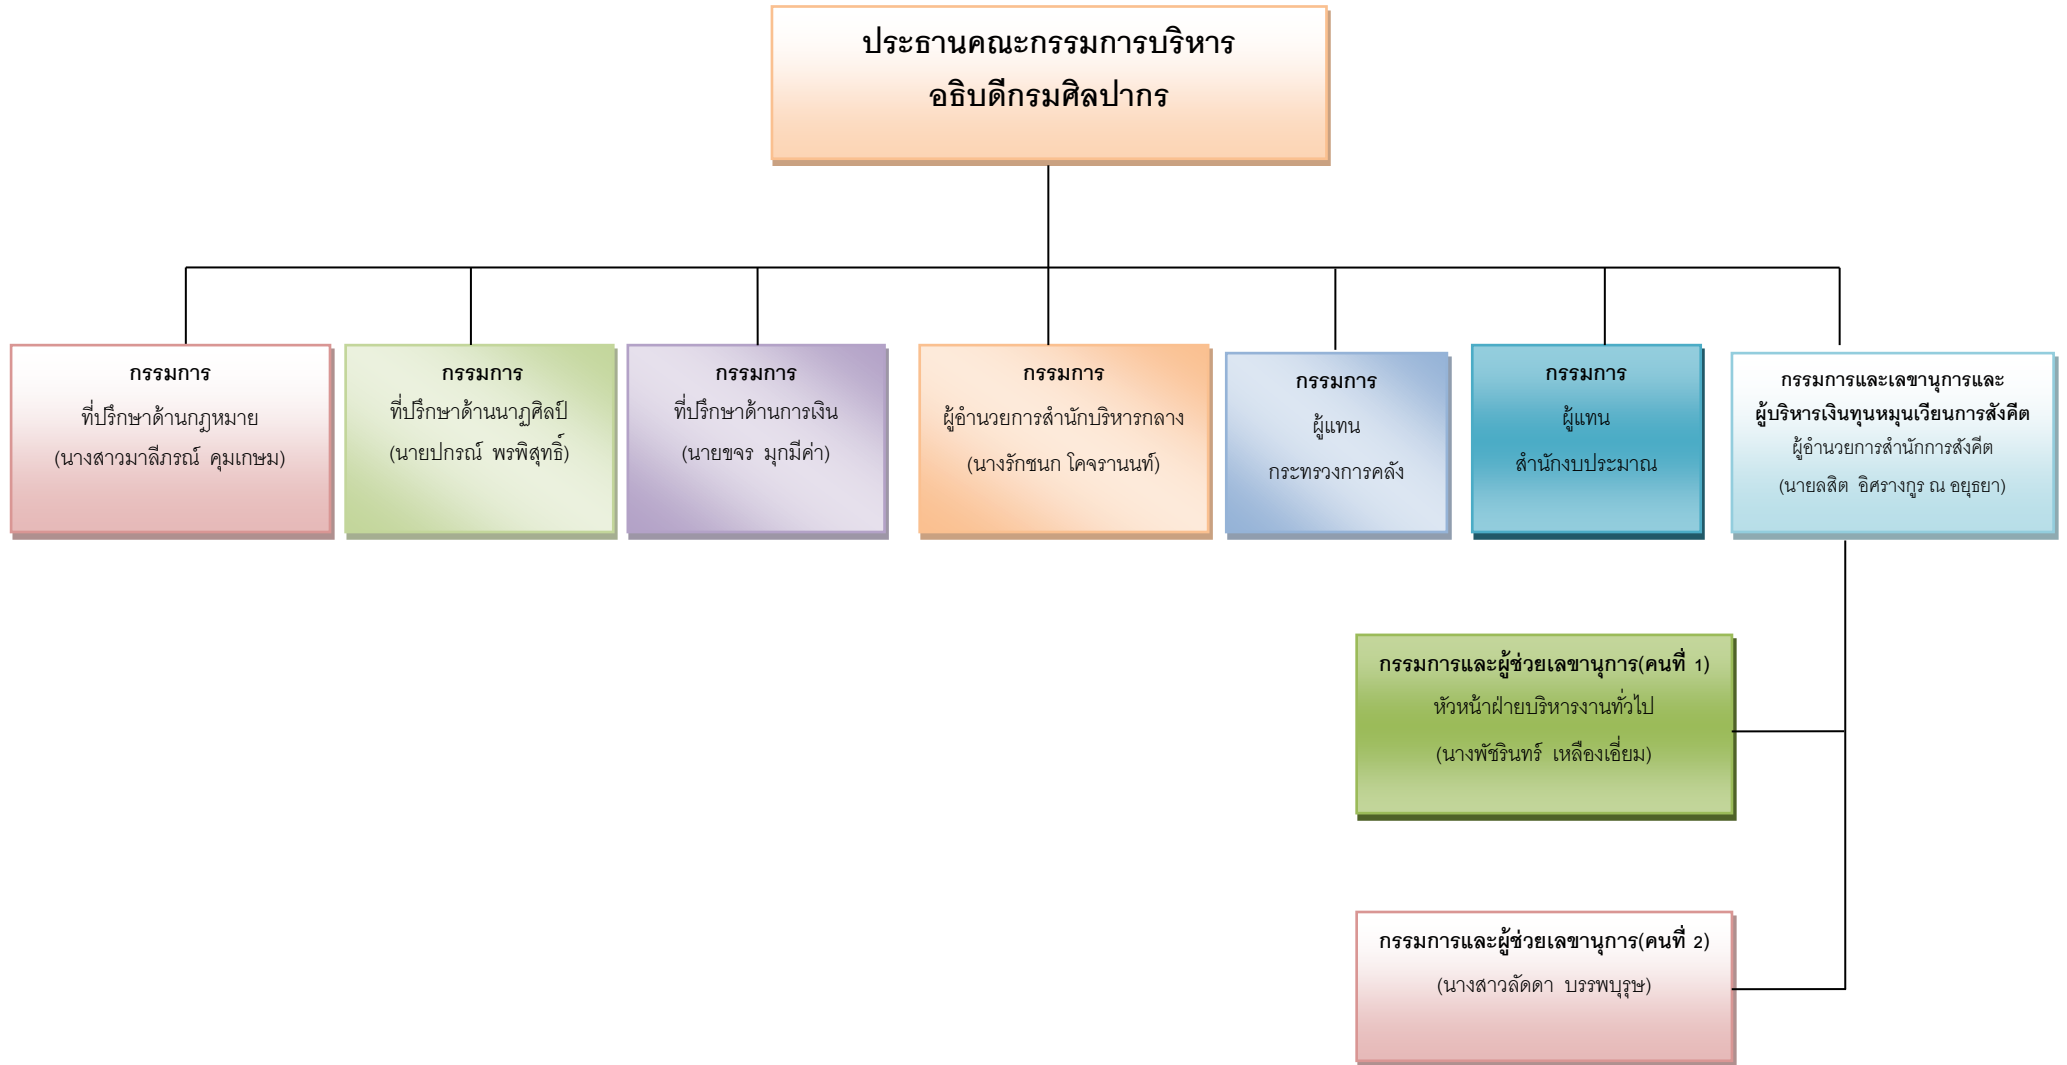 ประธานคณะกรรมการบริหาร
อธิบดีกรมศิลปากร
กรรมการ
ที่ปรึกษาด้านกฎหมาย
(นางสาวมาลีภรณ์ คุมเกษม)
กรรมการ
ที่ปรึกษาด้านนาฏศิลป์
(นายปกรณ์ พรพิสุทธิ์)
กรรมการ
ที่ปรึกษาด้านการเงิน
(นายขจร มุกมีค่า)
กรรมการ
ผู้อำนวยการสำนักบริหารกลาง
(นางรักชนก โคจรานนท์)
กรรมการ
ผู้แทน
กระทรวงการคลัง
กรรมการ
ผู้แทน
สำนักงบประมาณ
กรรมการและเลขานุการและ
ผู้บริหารเงินทุนหมุนเวียนการสังคีต
ผู้อำนวยการสำนักการสังคีต
(นายลสิต อิศรางกูร ณ อยุธยา)
กรรมการและผู้ช่วยเลขานุการ(คนที่ 1)
หัวหน้าฝ่ายบริหารงานทั่วไป
(นางพัชรินทร์ เหลืองเอี่ยม)
กรรมการและผู้ช่วยเลขานุการ(คนที่ 2)
(นางสาวลัดดา บรรพบุรุษ)